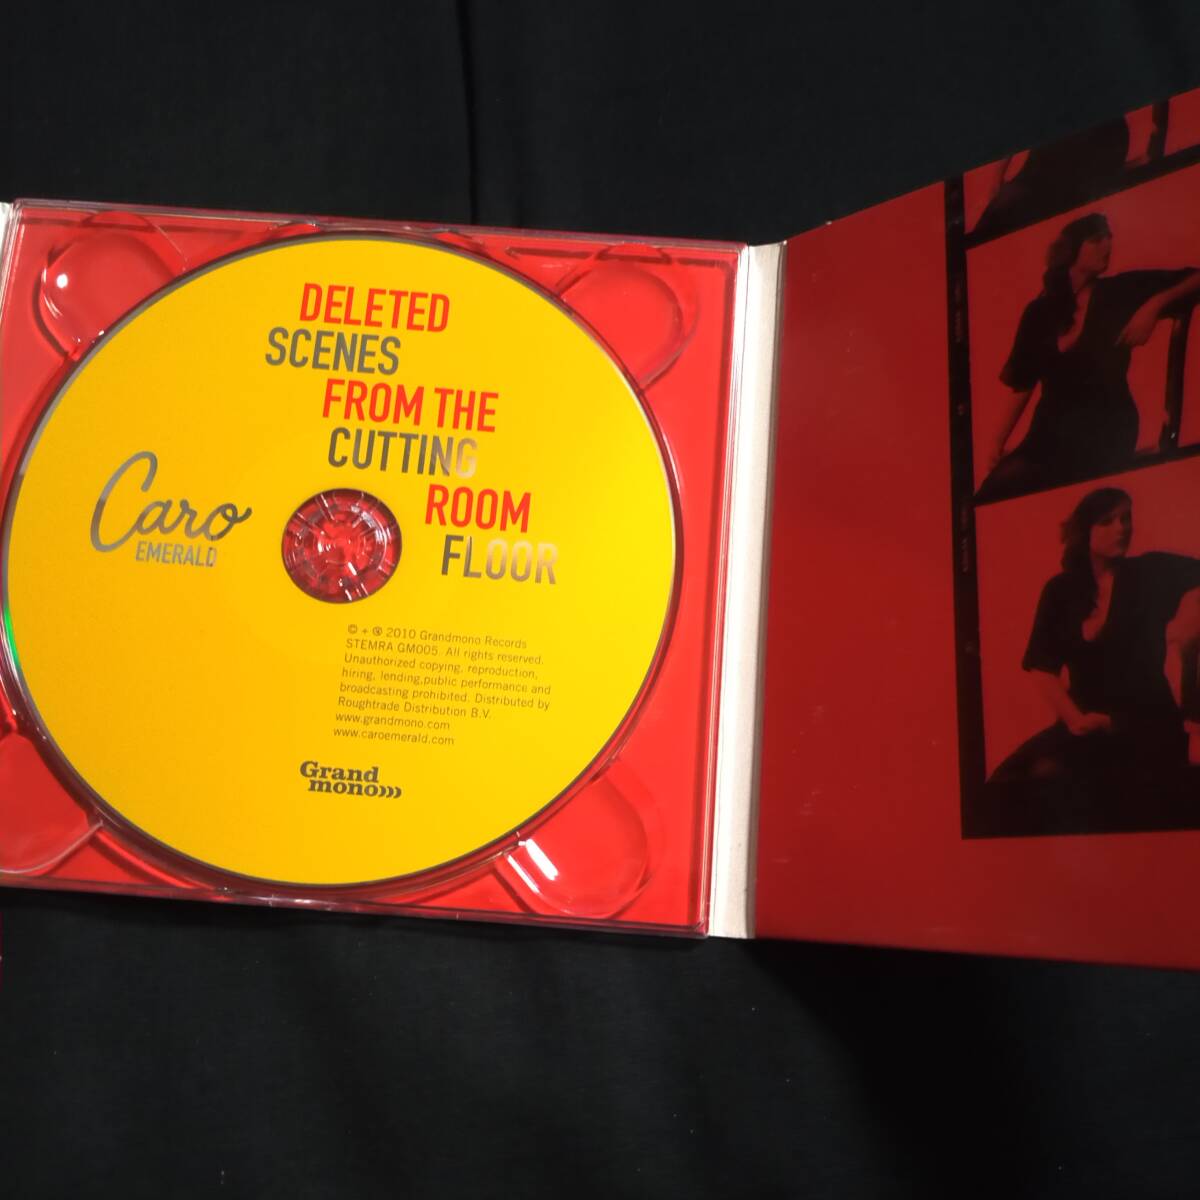 DELETED
SCENES
FROM THE
CUTTING
ROOM
FLOOR
Caro
EMERALD
© + ℗ 2010 Grandmono Records
STEMRA GM005. All rights reserved.
Unauthorized copying, reproduction,
hiring, lending,public performance and
broadcasting prohibited. Distributed by
Roughtrade Distribution B.V.
www.grandmono.com
www.caroemerald.com
Grand
mono)))